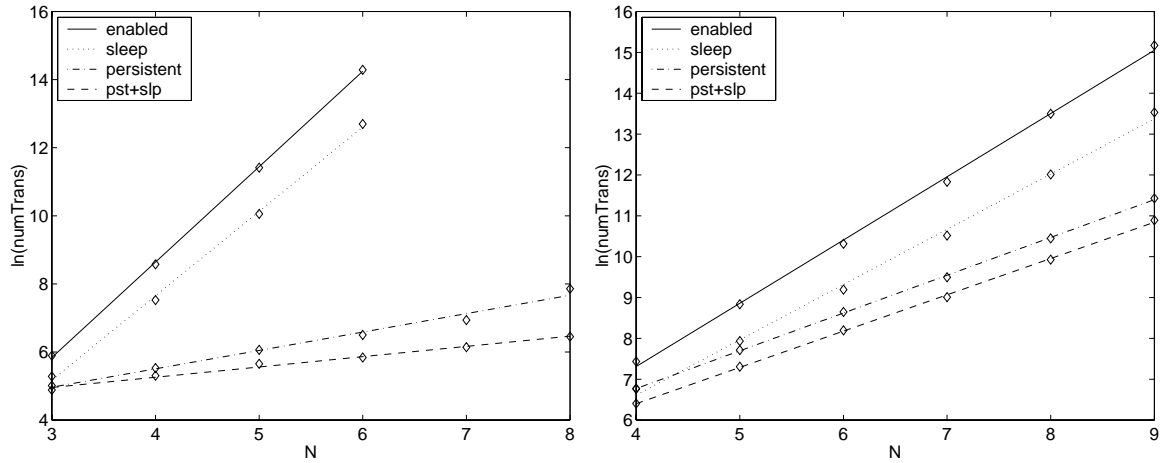 16
14
12
10
8
6
4
ln(numTrans)
enabled
sleep
persistent
pst+slp
3 4 5 6 7 8
N
16
15
14
13
12
11
10
9
8
7
6
ln(numTrans)
enabled
sleep
persistent
pst+slp
4 5 6 7 8 9
N